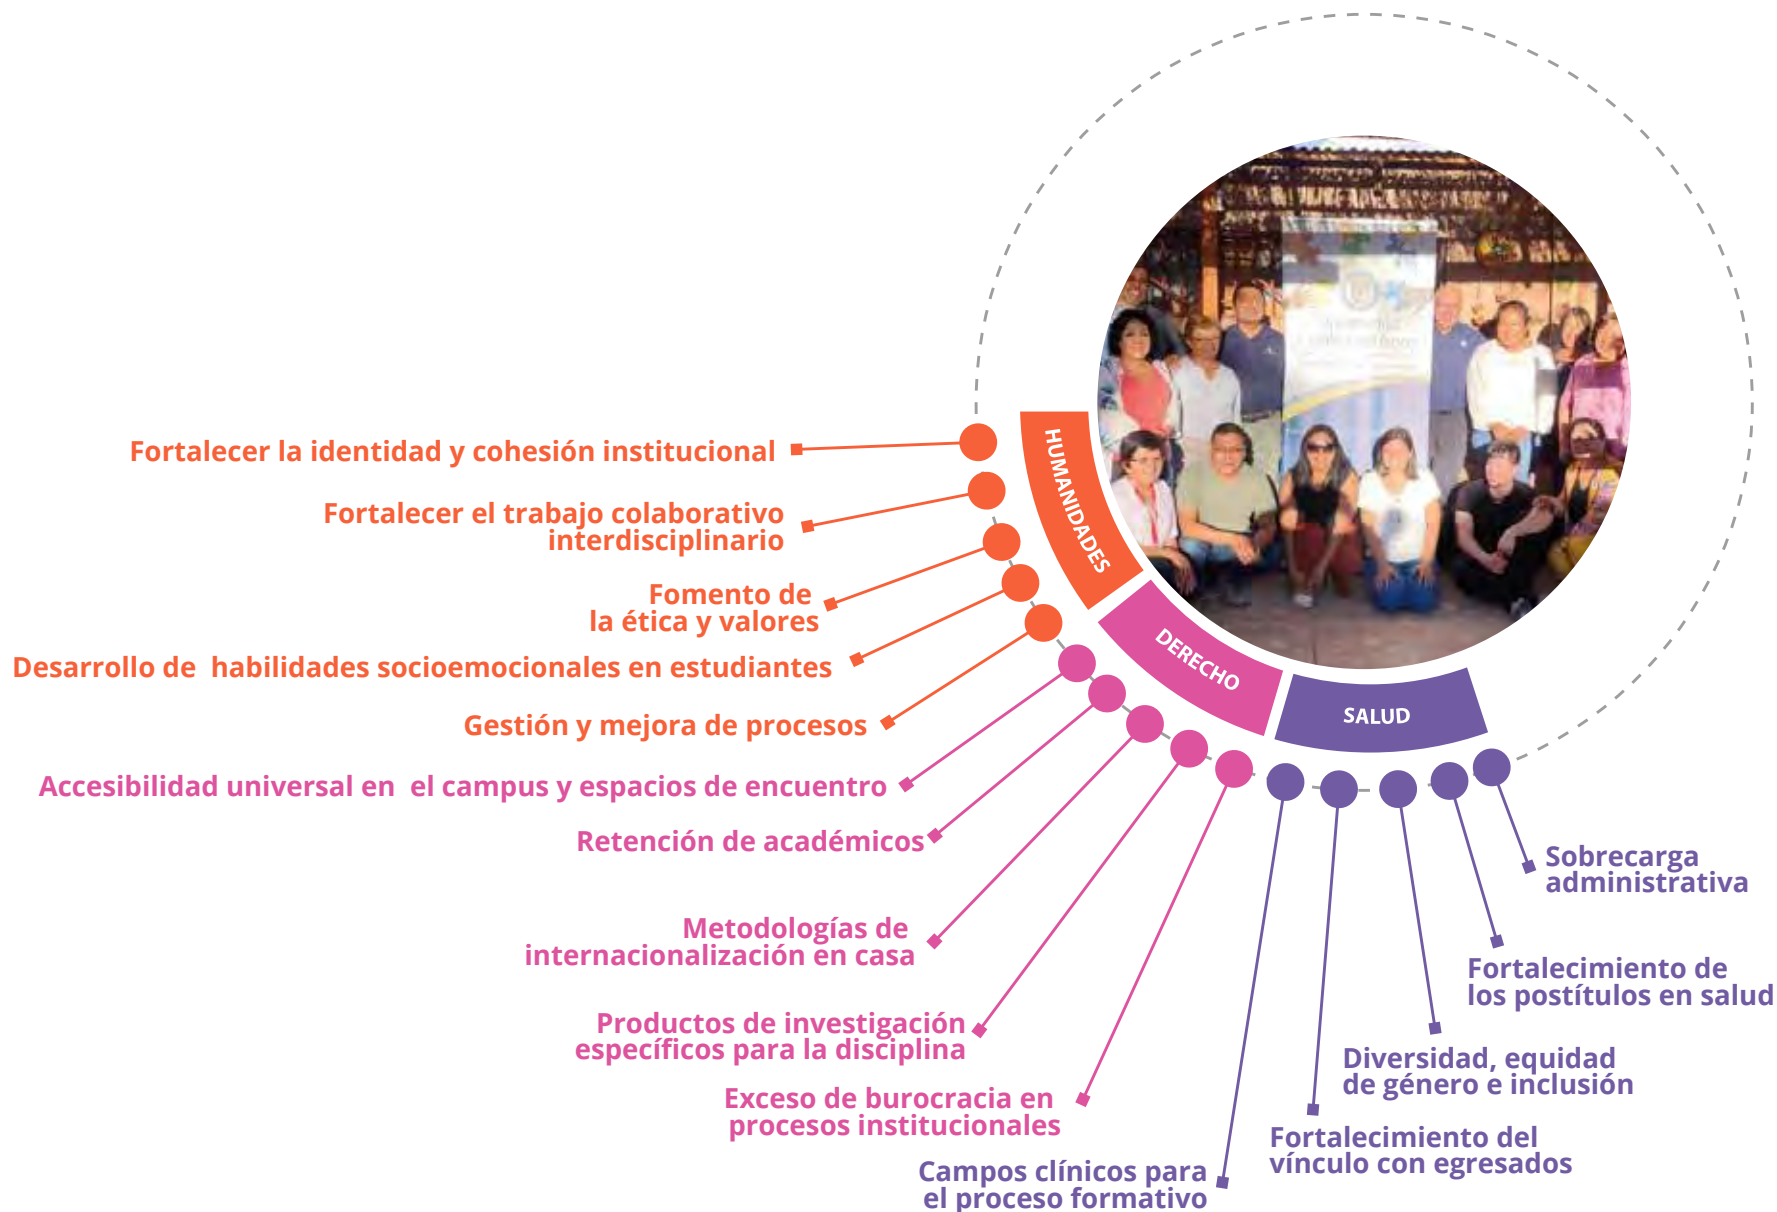 HUMANIDADES
Fortalecer la identidad y cohesión institucional
Fortalecer el trabajo colaborativo
interdisciplinario
Fomento de
la ética y valores
Desarrollo de habilidades socioemocionales en estudiantes
Gestión y mejora de procesos
DERECHO
Accesibilidad universal en el campus y espacios de encuentro
Retención de académicos
Metodologías de
internacionalización en casa
Productos de investigación
específicos para la disciplina
Exceso de burocracia en
procesos institucionales
SALUD
Campos clínicos para
el proceso formativo
Fortalecimiento del
vínculo con egresados
Diversidad, equidad
de género e inclusión
Fortalecimiento de
los postítulos en salud
Sobrecarga
administrativa